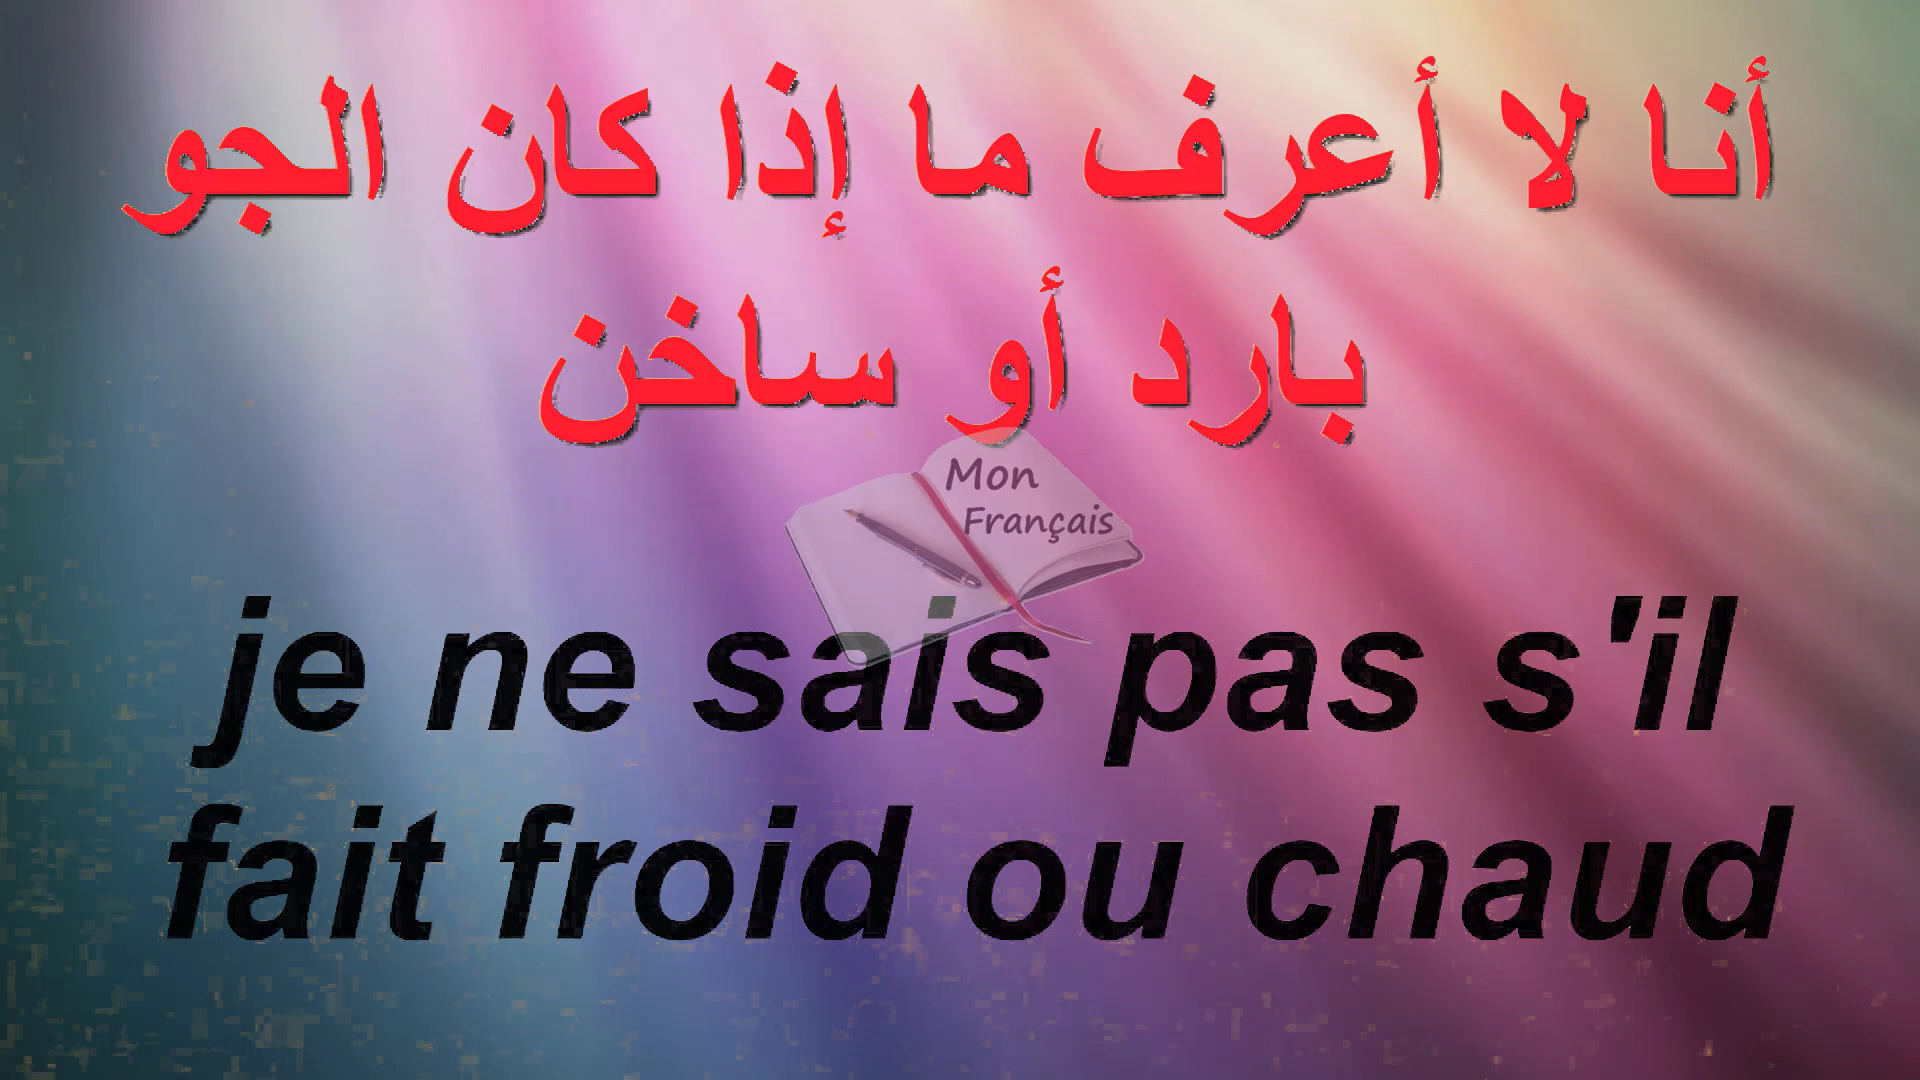 أنا لا أعرف ما إذا كان الجو
بارد أو ساخن
Mon
Français
je ne sais pas s'il
fait froid ou chaud